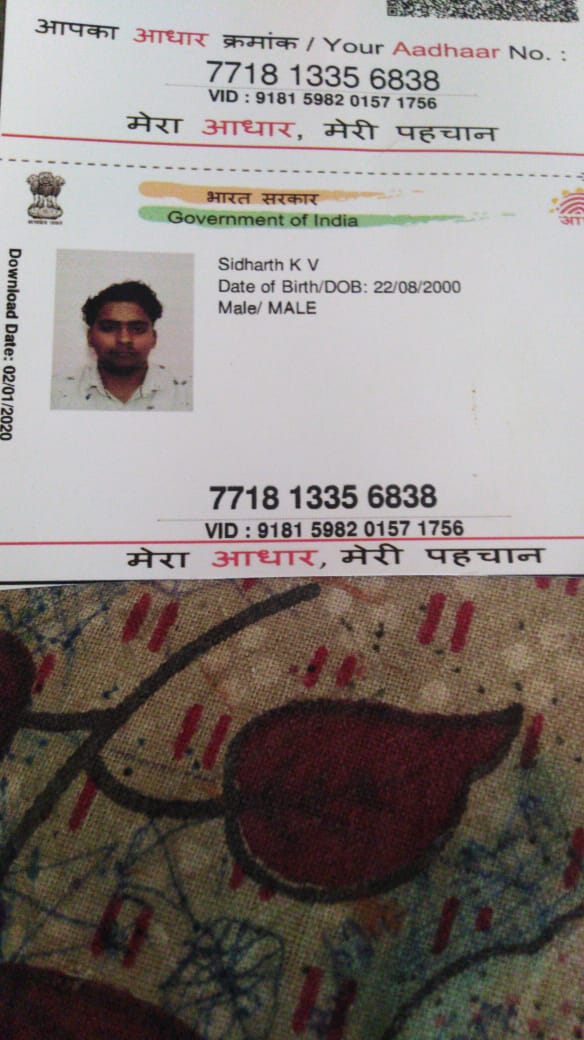 आपका आधार क्रमांक / Your Aadhaar No. :
7718 1335 6838
VID : 9181 5982 0157 1756
मेरा आधार, मेरी पहचान
भारत सरकार
Government of India
Download Date: 02/01/2020
Sidharth K V
Date of Birth/DOB: 22/08/2000
Male/ MALE
7718 1335 6838
VID : 9181 5982 0157 1756
मेरा आधार, मेरी पहचान